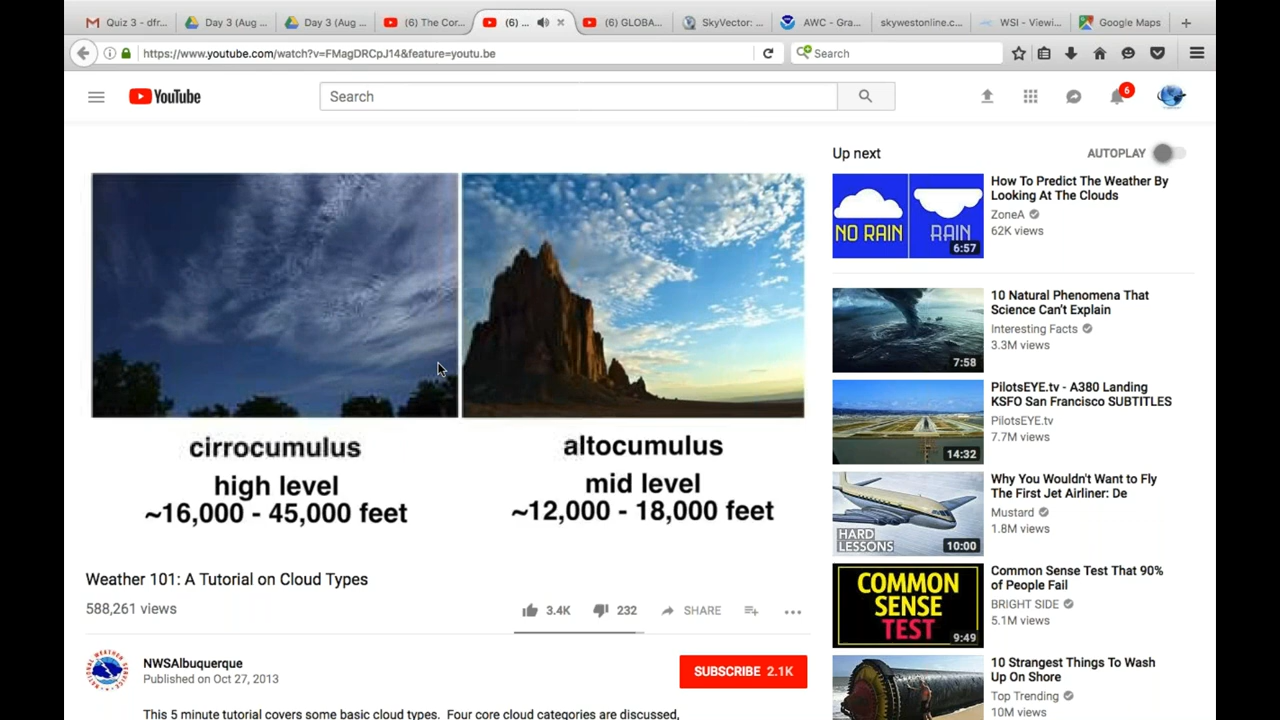 Quiz 3 - dfr...
Day 3 (Aug ...
Day 3 (Aug ...
(6) The Cor...
(6) ...
(6) GLOBA...
SkyVector: ...
AWC - Gra...
skywestonline.c...
WSI - Viewi...
Google Maps
https://www.youtube.com/watch?v=FMagDRCpJ14&feature=youtu.be
Search
YouTube
Search
6
cirrocumulus
high level
~16,000 - 45,000 feet
altocumulus
mid level
~12,000 - 18,000 feet
Weather 101: A Tutorial on Cloud Types
588,261 views
3.4K
232
SHARE
NWSAlbuquerque
Published on Oct 27, 2013
SUBSCRIBE 2.1K
This 5 minute tutorial covers some basic cloud types. Four core cloud categories are discussed,
Up next
AUTOPLAY
NO RAIN
RAIN
6:57
How To Predict The Weather By
Looking At The Clouds
ZoneA
62K views
7:58
10 Natural Phenomena That
Science Can't Explain
Interesting Facts
3.3M views
14:32
PilotsEYE.tv - A380 Landing
KSFO San Francisco SUBTITLES
PilotsEYE.tv
7.7M views
HARD
LESSONS
10:00
Why You Wouldn't Want to Fly
The First Jet Airliner: De
Mustard
1.8M views
COMMON
SENSE
TEST
9:49
Common Sense Test That 90%
of People Fail
BRIGHT SIDE
5.1M views
10 Strangest Things To Wash
Up On Shore
Top Trending
10M views